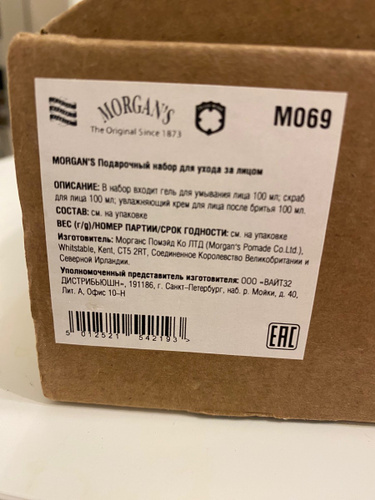 MORGAN'S
The Original Since 1873
M069
MORGAN'S Подарочный набор для ухода за лицом
ОПИСАНИЕ: В набор входит гель для умывания лица 100 мл; скраб
для лица 100 мл; увлажняющий крем для лица после бритья 100 мл.
СОСТАВ: см. на упаковке
ВЕС (г/g)/НОМЕР ПАРТИИ/СРОК ГОДНОСТИ: см. на упаковке
Изготовитель: Морганс Помэйд Ко ЛТД (Morgan's Pomade Co.Ltd.),
Whitstable, Kent, CT5 2RT, Соединенное Королевство Великобритании и
Северной Ирландии.
Уполномоченный представитель изготовителя: ООО «ВАЙТ32
ДИСТРИБЬЮШН», 191186, г. Санкт-Петербург, наб. р. Мойки, д. 40,
Лит. А, Офис 10-Н
5 012521 542193 >
EAC